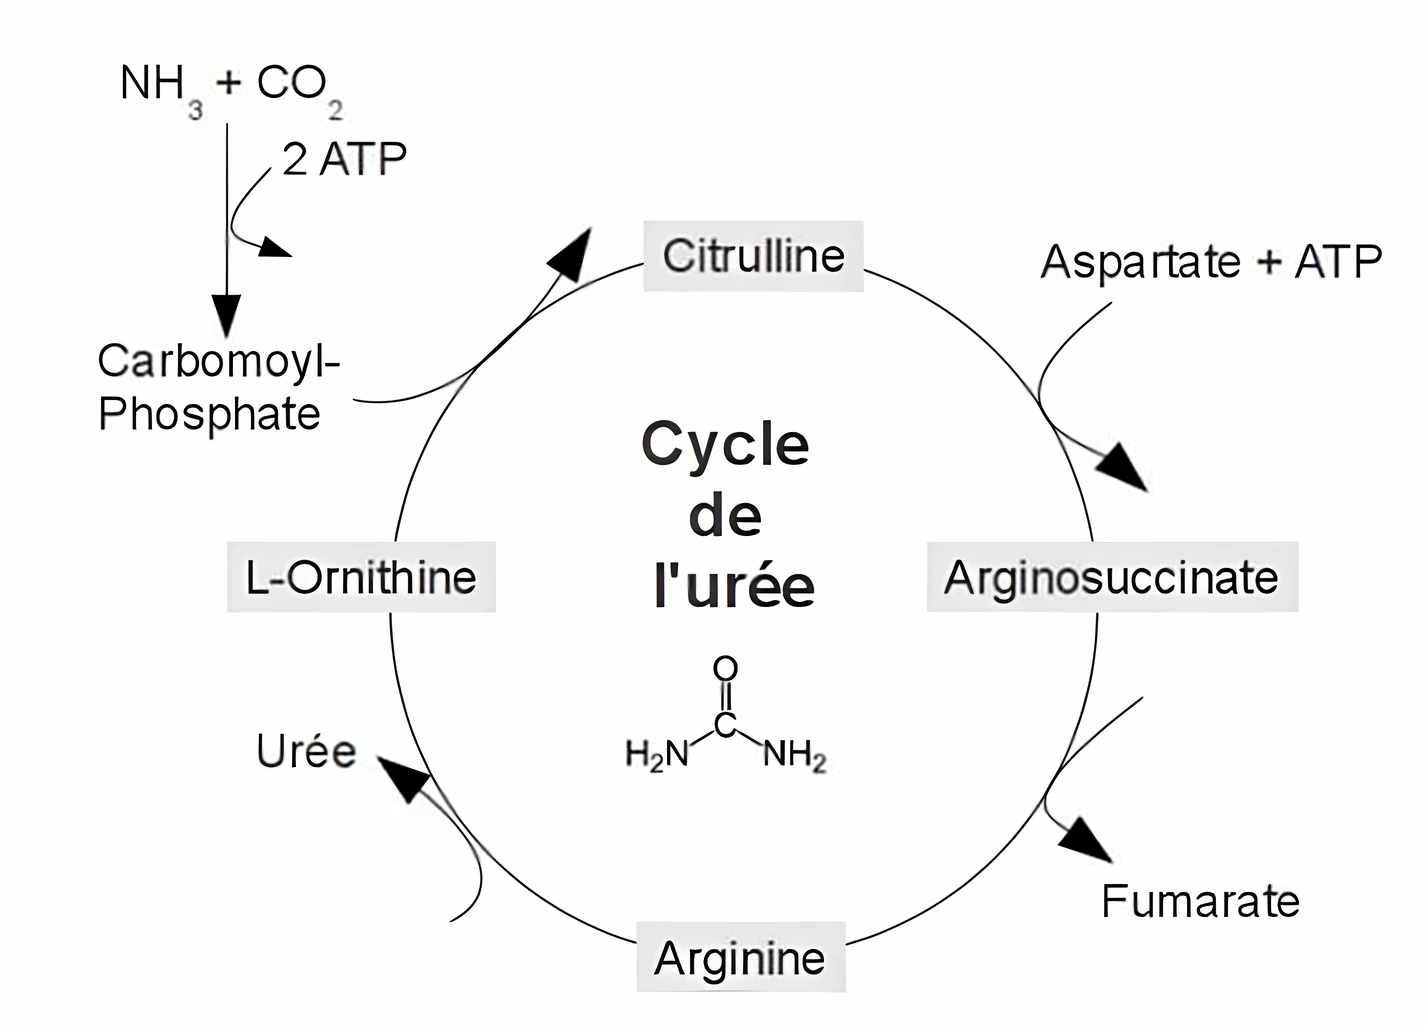 NH3 + CO2
2 ATP
Citrulline
Aspartate + ATP
Carbomoyl-
Phosphate
Cycle
de
l'urée
L-Ornithine
Arginosuccinate
O
C
H2N
NH2
Urée
Fumarate
Arginine